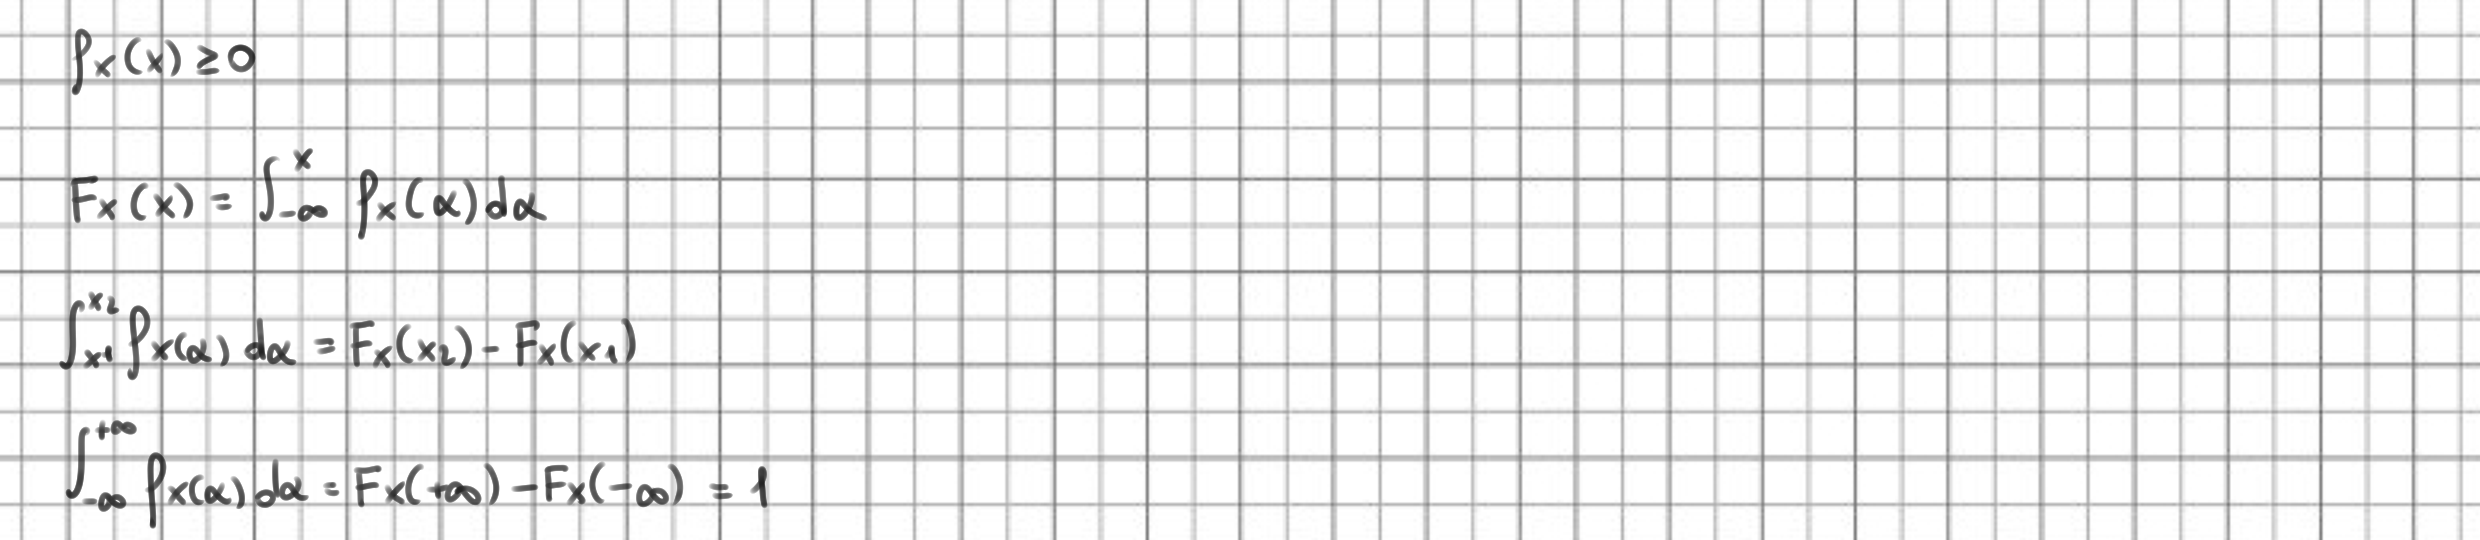 fx(x) ≥ 0
Fx(x) = ∫_{-∞}^{x} fx(α) dα
∫_{x1}^{x2} fx(α) dα = Fx(x2) - Fx(x1)
∫_{-∞}^{+∞} fx(α) dα = Fx(+∞) - Fx(-∞) = 1